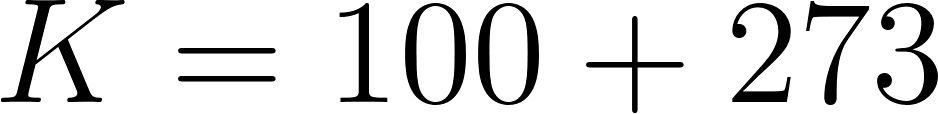 K = 100 + 273